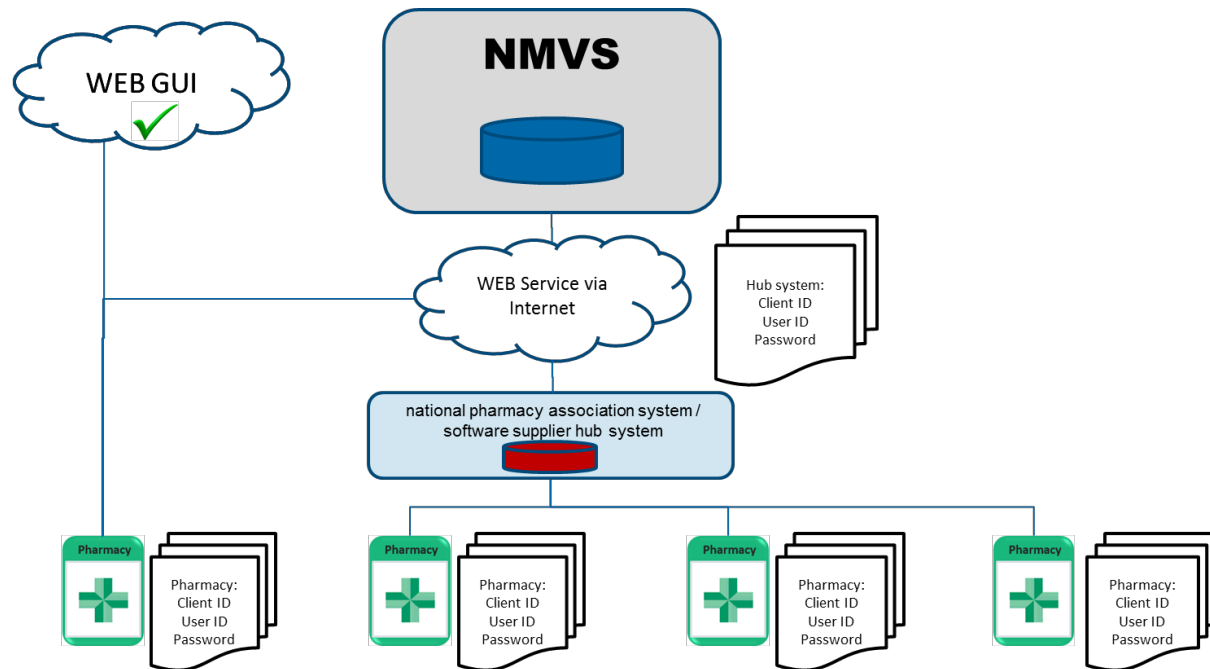 WEB GUI
NMVS
WEB Service via
Internet
Hub system:
Client ID
User ID
Password
national pharmacy association system /
software supplier hub system
Pharmacy
Pharmacy:
Client ID
User ID
Password
Pharmacy
Pharmacy:
Client ID
User ID
Password
Pharmacy
Pharmacy:
Client ID
User ID
Password
Pharmacy
Pharmacy:
Client ID
User ID
Password